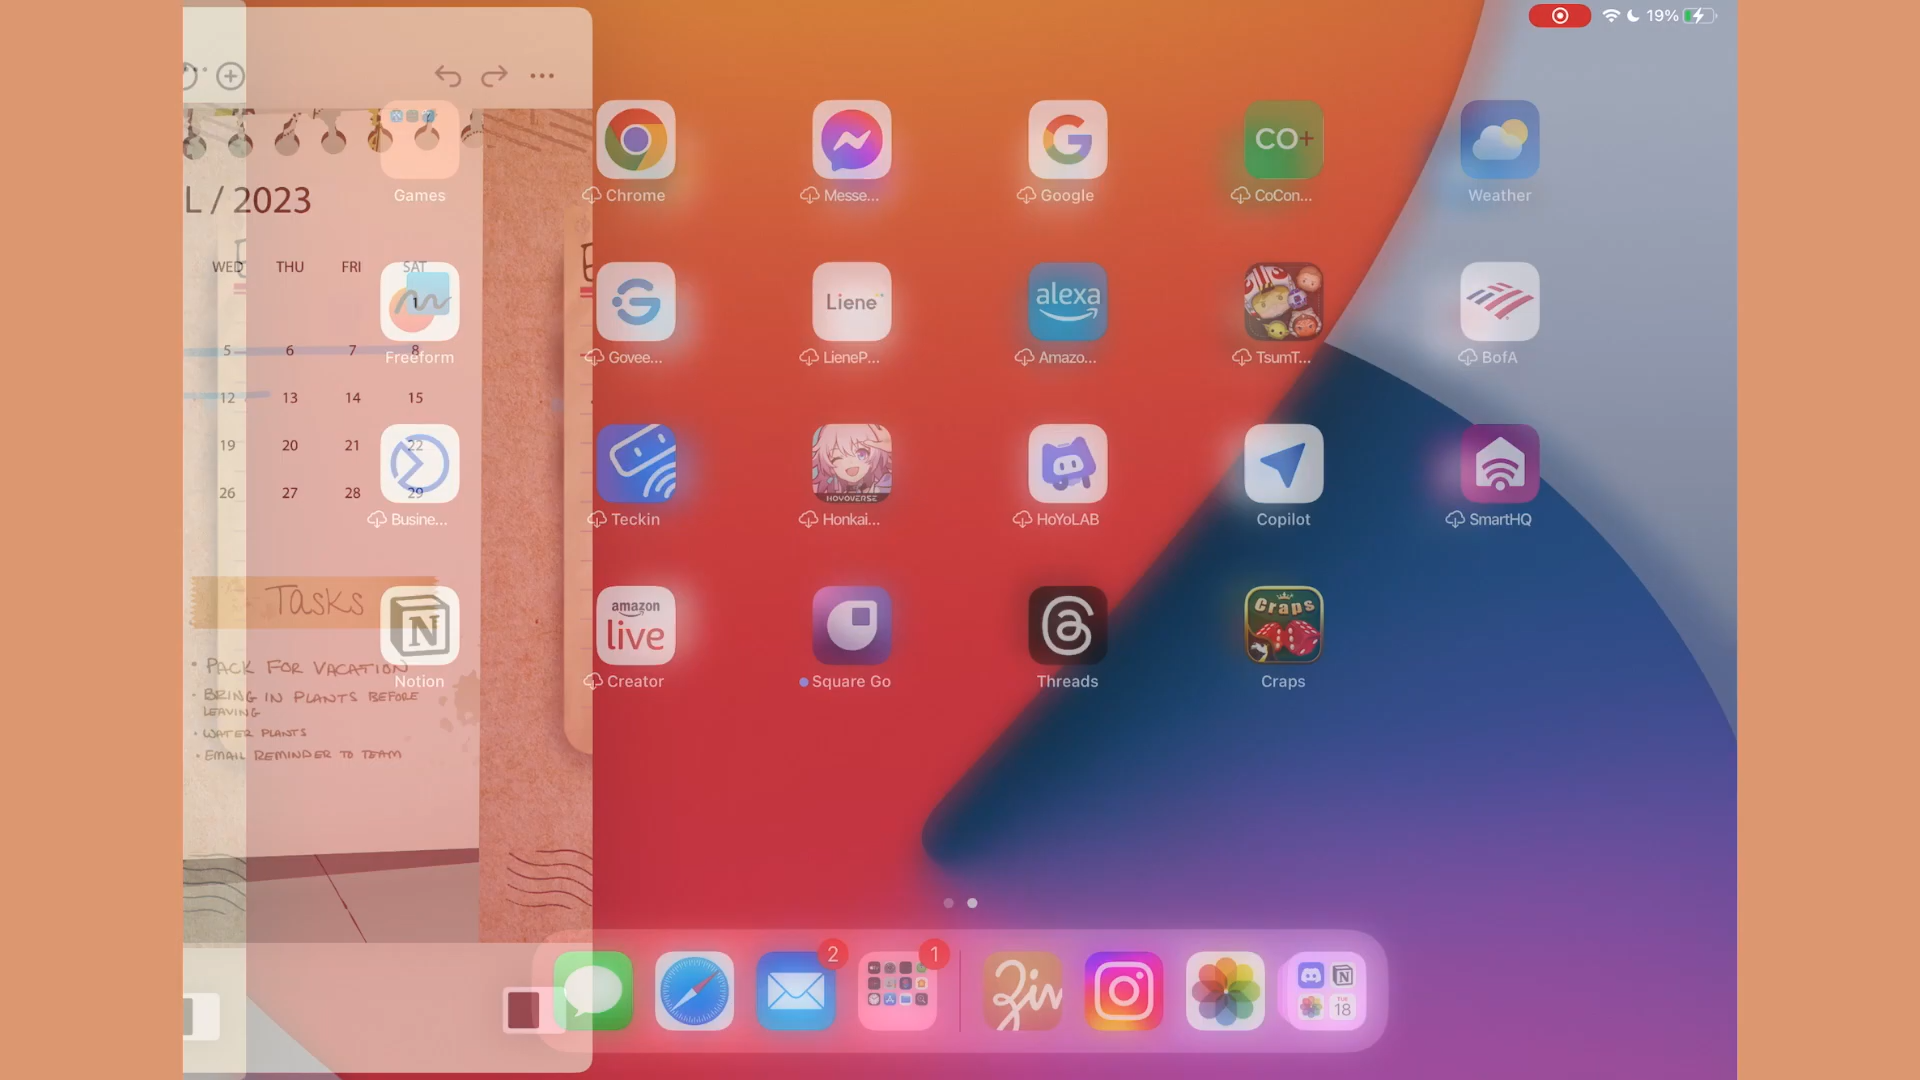 19%
L / 2023
WED THU FRI SAT
1
5 6 7 8
12 13 14 15
19 20 21 22
26 27 28 29
Tasks
• PACK FOR VACATION
• BRING IN PLANTS BEFORE
LEAVING
• WATER PLANTS
• EMAIL REMINDER TO TEAM
Games
Chrome
Messe...
Google
CO+
CoCon...
Weather
Freeform
Govee...
Liene
LieneP...
alexa
Amazo...
TsumT...
BofA
Busine...
Teckin
HOYOVERSE
Honkai...
HoYoLAB
Copilot
SmartHQ
N
Notion
amazon
live
Creator
Square Go
Threads
Craps
Craps
2
1
N
TUE
18